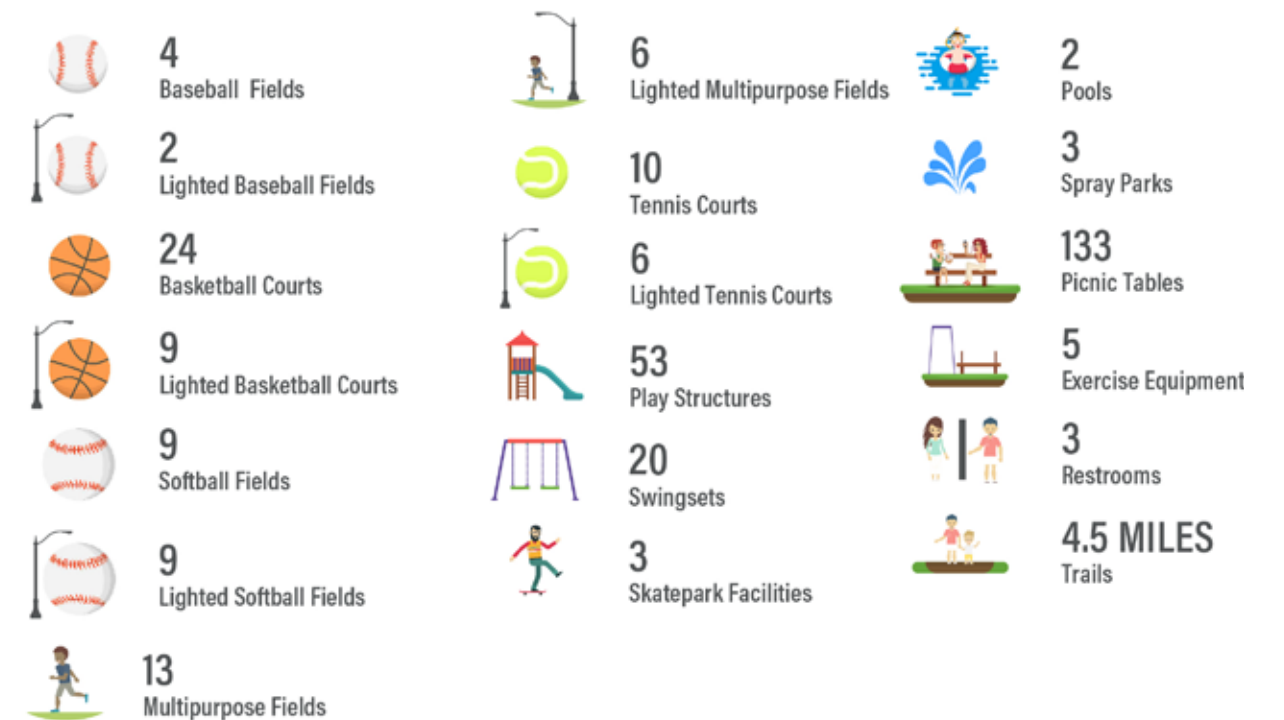 4
Baseball Fields
2
Lighted Baseball Fields
24
Basketball Courts
9
Lighted Basketball Courts
9
Softball Fields
9
Lighted Softball Fields
13
Multipurpose Fields
6
Lighted Multipurpose Fields
10
Tennis Courts
6
Lighted Tennis Courts
53
Play Structures
20
Swingsets
3
Skatepark Facilities
2
Pools
3
Spray Parks
133
Picnic Tables
5
Exercise Equipment
3
Restrooms
4.5 MILES
Trails